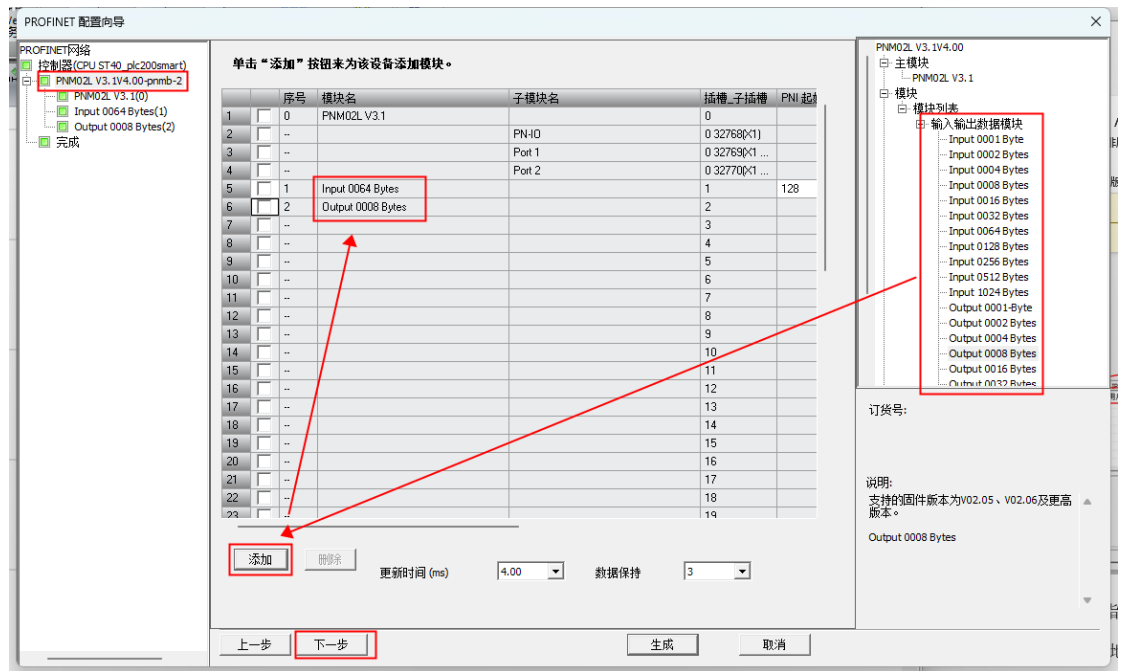 PROFINET 配置向导
PROFINET网络
控制器(CPU ST40_plc200smart)
PNM02L V3.1V4.00-pnmb-2
PNM02L V3.1(0)
Input 0064 Bytes(1)
Output 0008 Bytes(2)
完成
单击“添加”按钮来为该设备添加模块。
序号 模块名 子模块名 插槽_子插槽 PNI 起
1 0 PNM02L V3.1 0
2 -- PN-IO 0 32768(X1)
3 -- Port 1 0 32769(X1 ...
4 -- Port 2 0 32770(X1 ...
5 1 Input 0064 Bytes 1 128
6 2 Output 0008 Bytes 2
7 -- 3
8 -- 4
9 -- 5
10 -- 6
11 -- 7
12 -- 8
13 -- 9
14 -- 10
15 -- 11
16 -- 12
17 -- 13
18 -- 14
19 -- 15
20 -- 16
21 -- 17
22 -- 18
23 -- 19
添加
删除
更新时间 (ms) 4.00 数据保持 3
上一步 下一步 生成 取消
PNM02L V3.1V4.00
主模块
PNM02L V3.1
模块
模块列表
输入输出数据模块
Input 0001 Byte
Input 0002 Bytes
Input 0004 Bytes
Input 0008 Bytes
Input 0016 Bytes
Input 0032 Bytes
Input 0064 Bytes
Input 0128 Bytes
Input 0256 Bytes
Input 0512 Bytes
Input 1024 Bytes
Output 0001-Byte
Output 0002 Bytes
Output 0004 Bytes
Output 0008 Bytes
Output 0016 Bytes
Output 0032 Bytes
订货号:
说明:
支持的固件版本为V02.05、V02.06及更高
版本。
Output 0008 Bytes